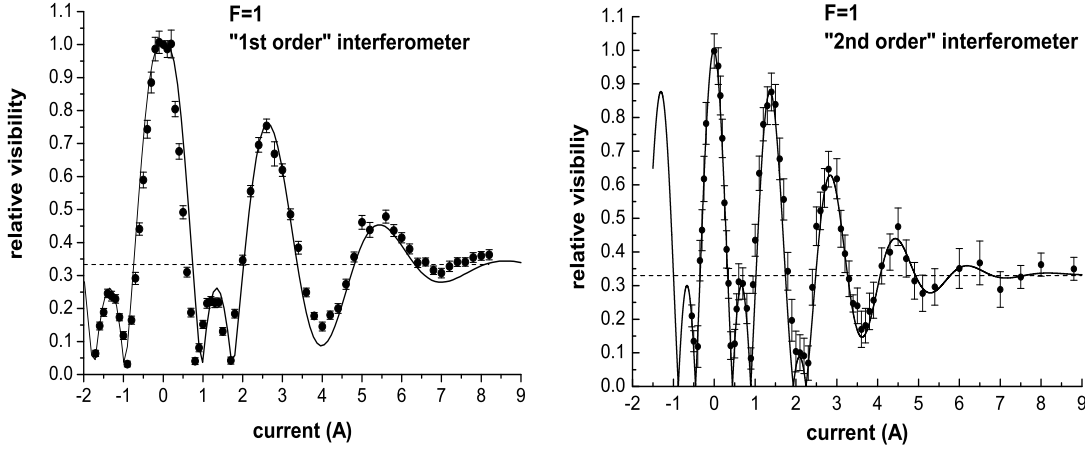 F=1
"1st order" interferometer
relative visibility
1.1
1.0
0.9
0.8
0.7
0.6
0.5
0.4
0.3
0.2
0.1
0.0
-2 -1 0 1 2 3 4 5 6 7 8 9
current (A)
F=1
"2nd order" interferometer
relative visibiliy
1.1
1.0
0.9
0.8
0.7
0.6
0.5
0.4
0.3
0.2
0.1
0.0
-2 -1 0 1 2 3 4 5 6 7 8 9
current (A)